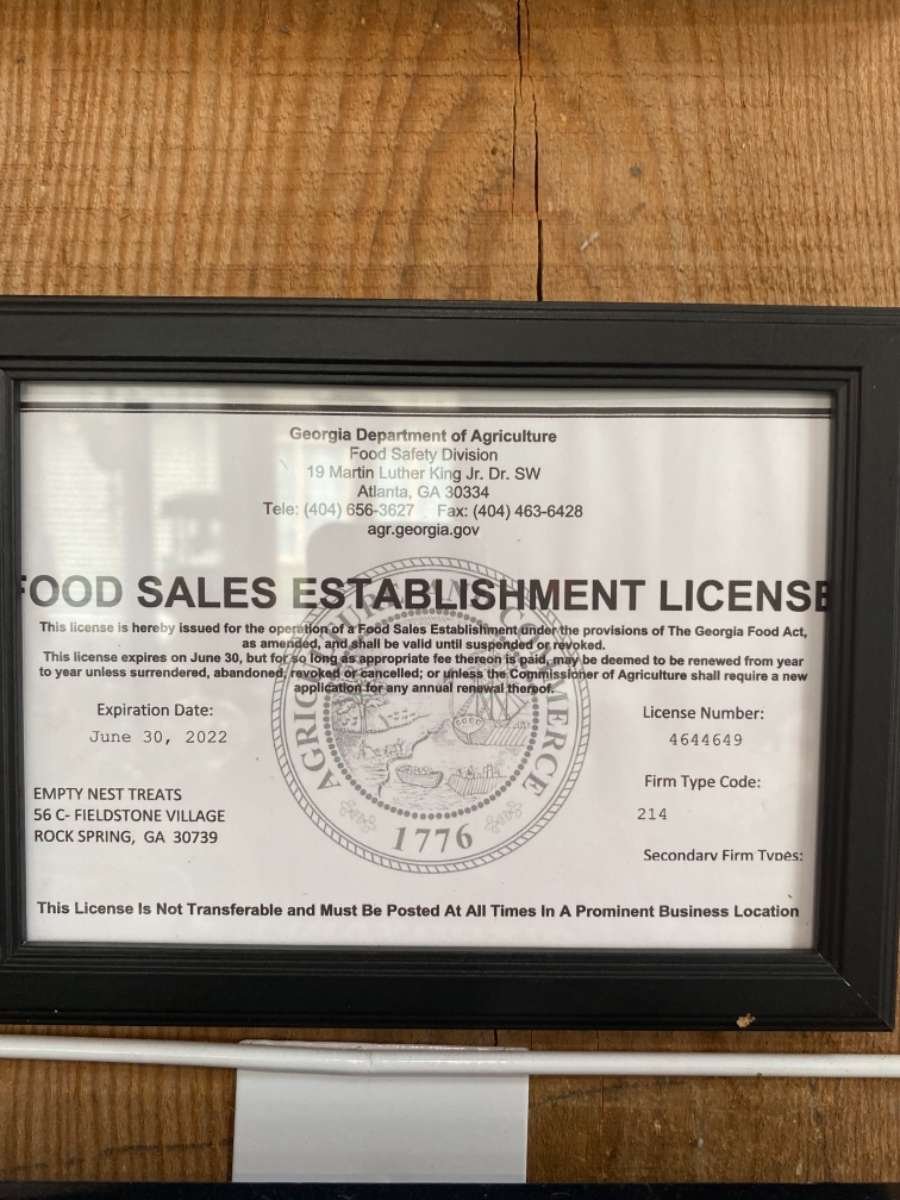 Georgia Department of Agriculture
Food Safety Division
19 Martin Luther King Jr. Dr. SW
Atlanta, GA 30334
Tele: (404) 656-3627 Fax: (404) 463-6428
agr.georgia.gov
FOOD SALES ESTABLISHMENT LICENSE
This license is hereby issued for the operation of a Food Sales Establishment under the provisions of The Georgia Food Act,
as amended, and shall be valid until suspended or revoked.
This license expires on June 30, but for so long as appropriate fee thereon is paid, may be deemed to be renewed from year
to year unless surrendered, abandoned, revoked or cancelled; or unless the Commissioner of Agriculture shall require a new
application for any annual renewal thereof.
Expiration Date:
June 30, 2022
License Number:
4644649
Firm Type Code:
214
Secondary Firm Types:
EMPTY NEST TREATS
56 C- FIELDSTONE VILLAGE
ROCK SPRING, GA 30739
AGRICULTURE AND COMMERCE
1776
This License Is Not Transferable and Must Be Posted At All Times In A Prominent Business Location